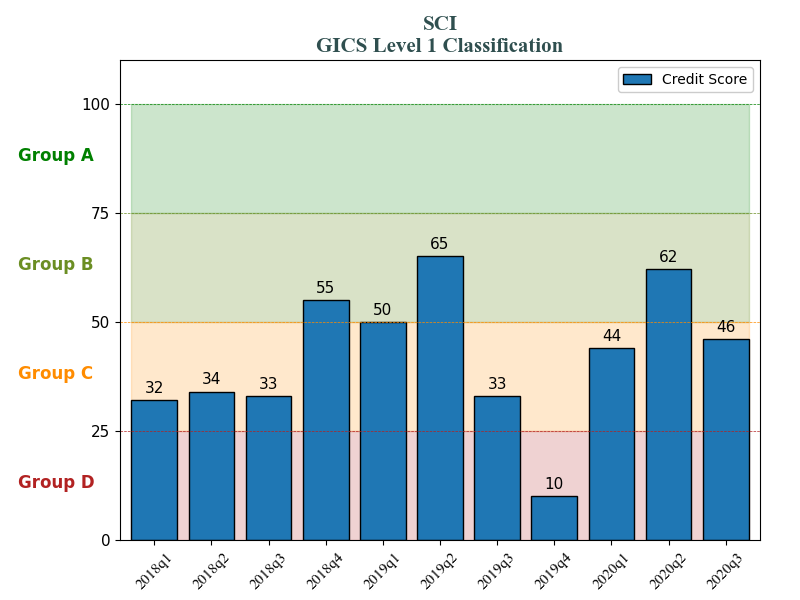 SCI
GICS Level 1 Classification
Credit Score
100
Group A
75
Group B
65
62
55
50
50
46
44
Group C
32
34
33
33
25
Group D
10
0
2018q1
2018q2
2018q3
2018q4
2019q1
2019q2
2019q3
2019q4
2020q1
2020q2
2020q3